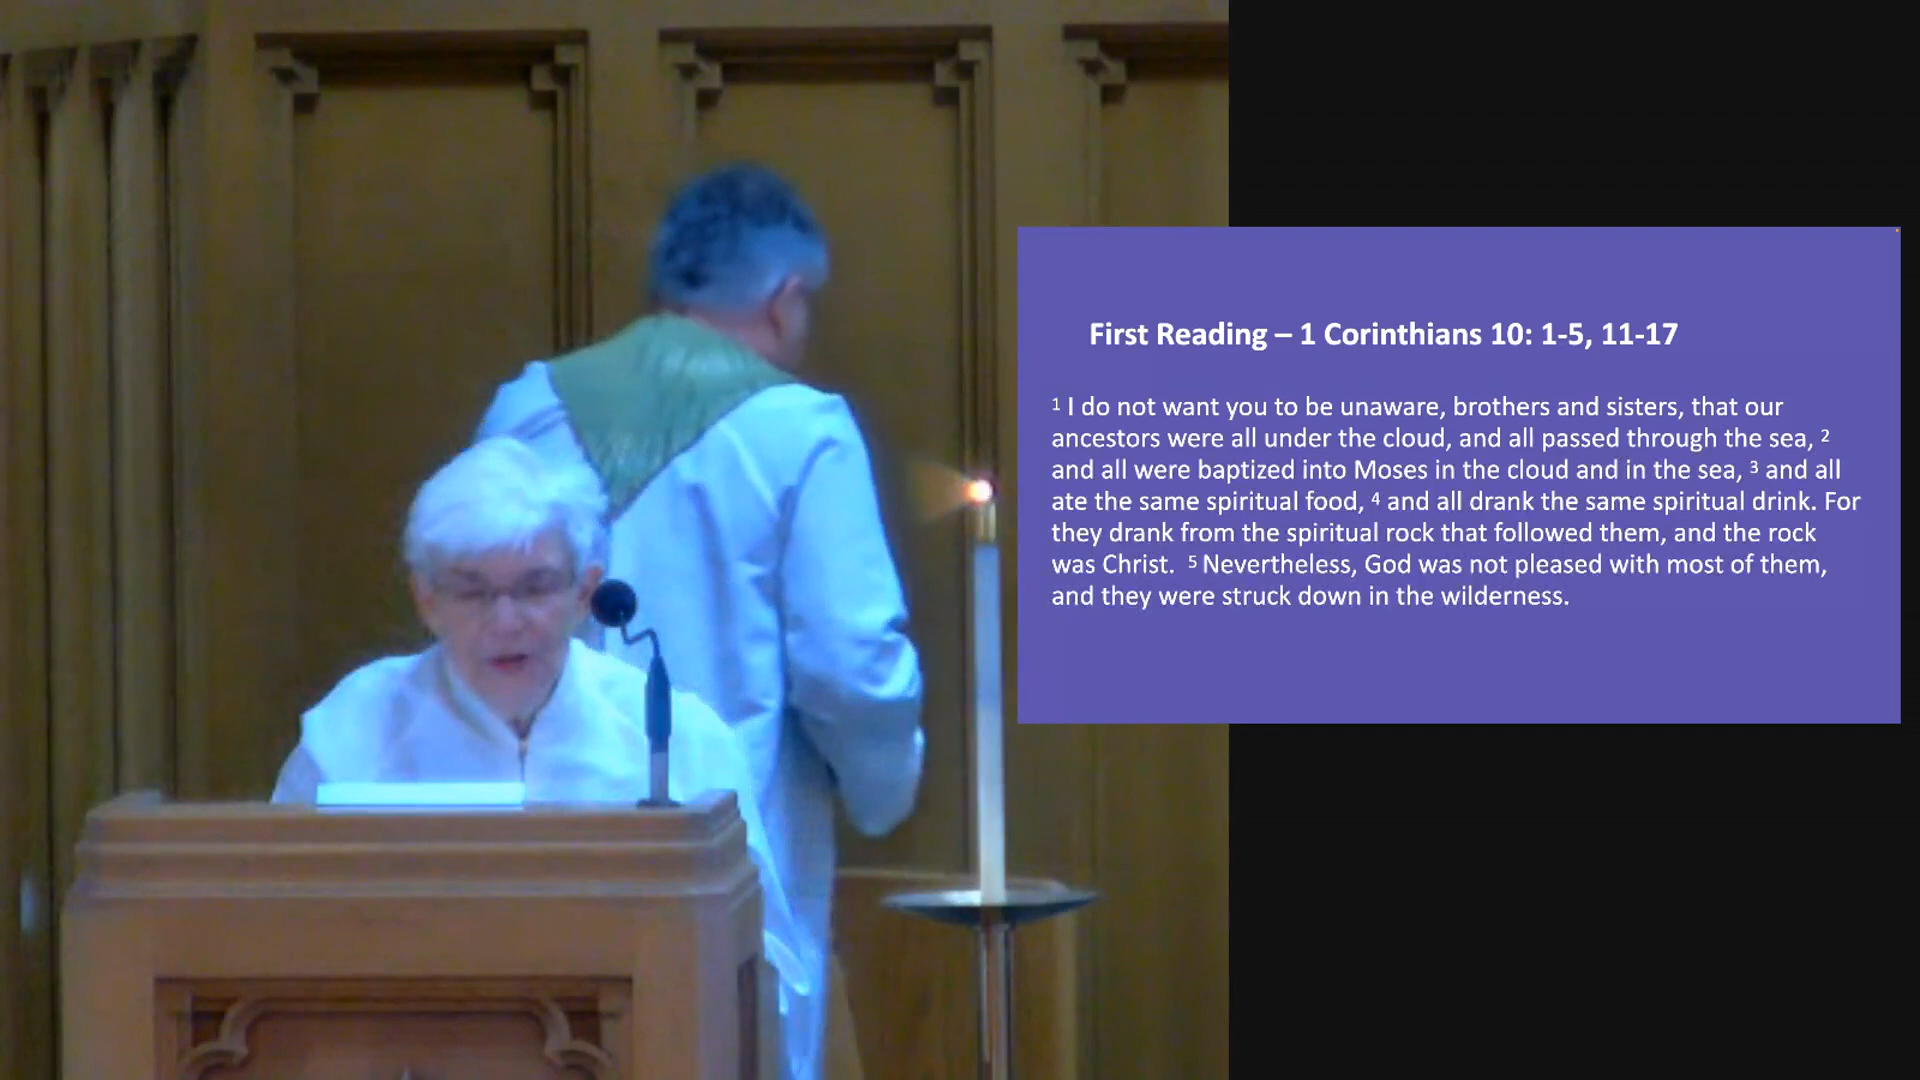 First Reading – 1 Corinthians 10: 1-5, 11-17
1 I do not want you to be unaware, brothers and sisters, that our
ancestors were all under the cloud, and all passed through the sea, 2
and all were baptized into Moses in the cloud and in the sea, 3 and all
ate the same spiritual food, 4 and all drank the same spiritual drink. For
they drank from the spiritual rock that followed them, and the rock
was Christ. 5 Nevertheless, God was not pleased with most of them,
and they were struck down in the wilderness.